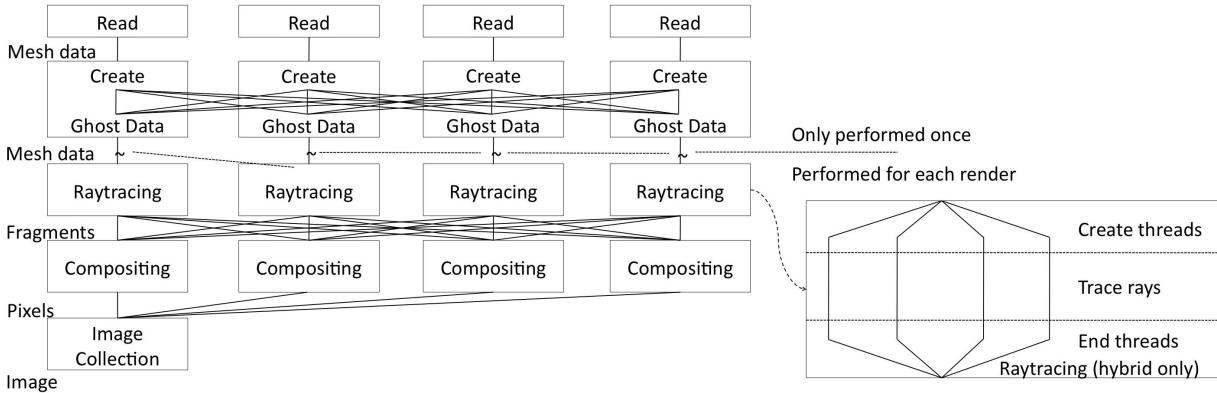 Read Read Read Read
Mesh data
Create Create Create Create
Ghost Data Ghost Data Ghost Data Ghost Data
Only performed once
Mesh data ~ ~ ~ ~
Performed for each render
Raytracing Raytracing Raytracing Raytracing
Fragments
Create threads
Compositing Compositing Compositing Compositing
Trace rays
Pixels
Image
Collection
End threads
Raytracing (hybrid only)
Image